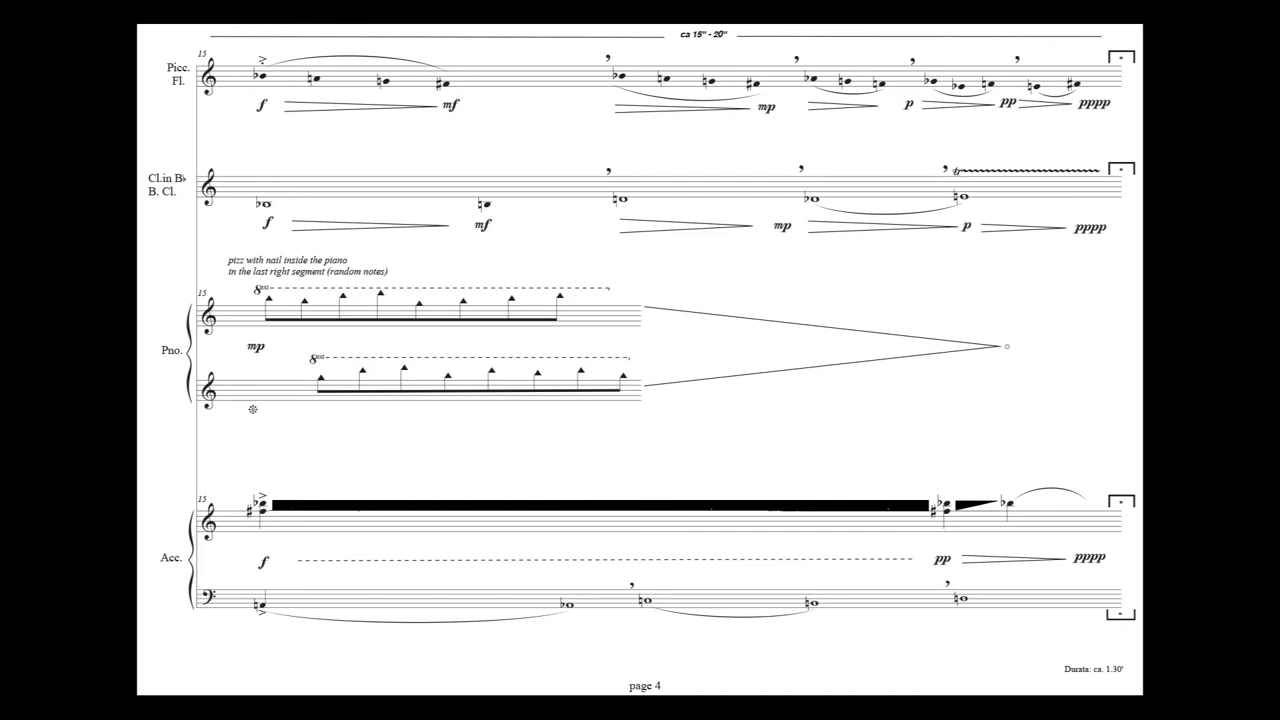 ca 15" - 20"
15
Picc.
Fl.
f mf mp p pp pppp
Cl.in B♭
B. Cl.
tr
f mf mp p pppp
pizz with nail inside the piano
in the last right segment (random notes)
15
8va
Pno.
mp
8va
15
Acc.
f pp pppp
Durata: ca. 1.30'
page 4